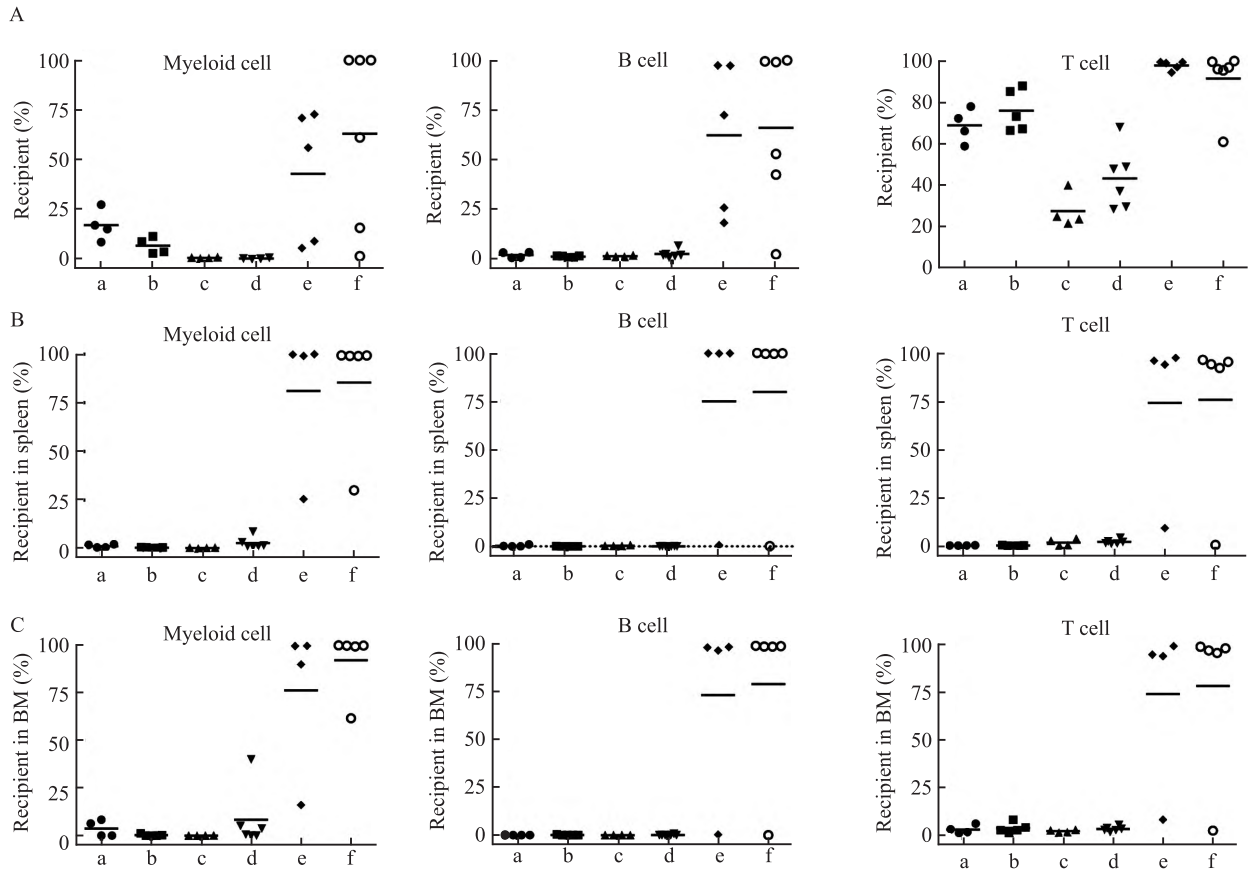 A
Myeloid cell
B cell
T cell
Recipient (%)
100
75
50
25
0
a b c d e f
Recipient (%)
100
75
50
25
0
a b c d e f
Recipient (%)
100
80
60
40
20
0
a b c d e f
B
Myeloid cell
B cell
T cell
Recipient in spleen (%)
100
75
50
25
0
a b c d e f
Recipient in spleen (%)
100
75
50
25
0
a b c d e f
Recipient in spleen (%)
100
75
50
25
0
a b c d e f
C
Myeloid cell
B cell
T cell
Recipient in BM (%)
100
75
50
25
0
a b c d e f
Recipient in BM (%)
100
75
50
25
0
a b c d e f
Recipient in BM (%)
100
75
50
25
0
a b c d e f